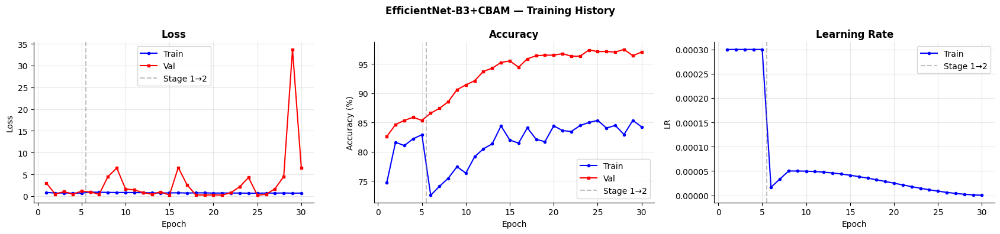 EfficientNet-B3+CBAM — Training History
Loss
Loss
35
30
25
20
15
10
5
0
Train
Val
Stage 1→2
0 5 10 15 20 25 30
Epoch
Accuracy
Accuracy (%)
95
90
85
80
75
Train
Val
Stage 1→2
0 5 10 15 20 25 30
Epoch
Learning Rate
LR
0.00030
0.00025
0.00020
0.00015
0.00010
0.00005
0.00000
Train
Stage 1→2
0 5 10 15 20 25 30
Epoch